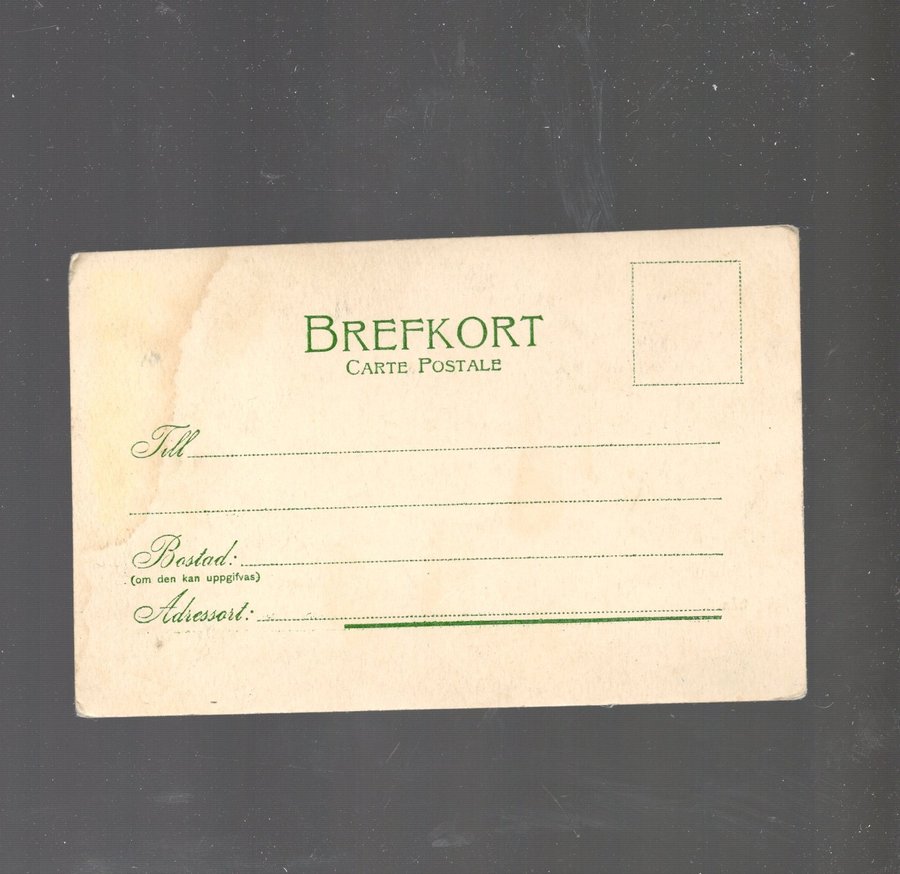 BREFKORT
CARTE POSTALE
Till
Bostad:
(om den kan uppgifvas)
Adressort: